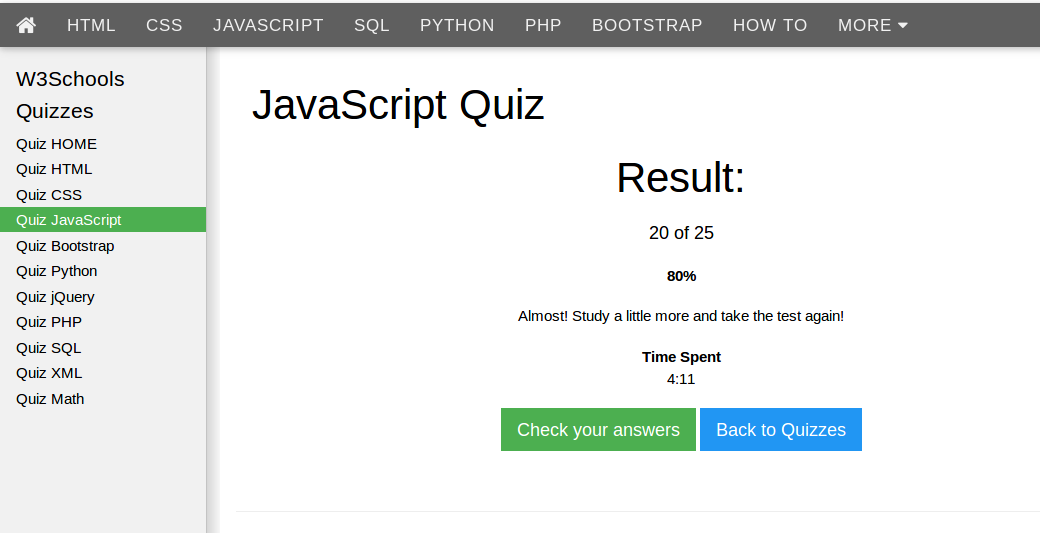 HTML CSS JAVASCRIPT SQL PYTHON PHP BOOTSTRAP HOW TO MORE
W3Schools
Quizzes
Quiz HOME
Quiz HTML
Quiz CSS
Quiz JavaScript
Quiz Bootstrap
Quiz Python
Quiz jQuery
Quiz PHP
Quiz SQL
Quiz XML
Quiz Math
JavaScript Quiz
Result:
20 of 25
80%
Almost! Study a little more and take the test again!
Time Spent
4:11
Check your answers Back to Quizzes